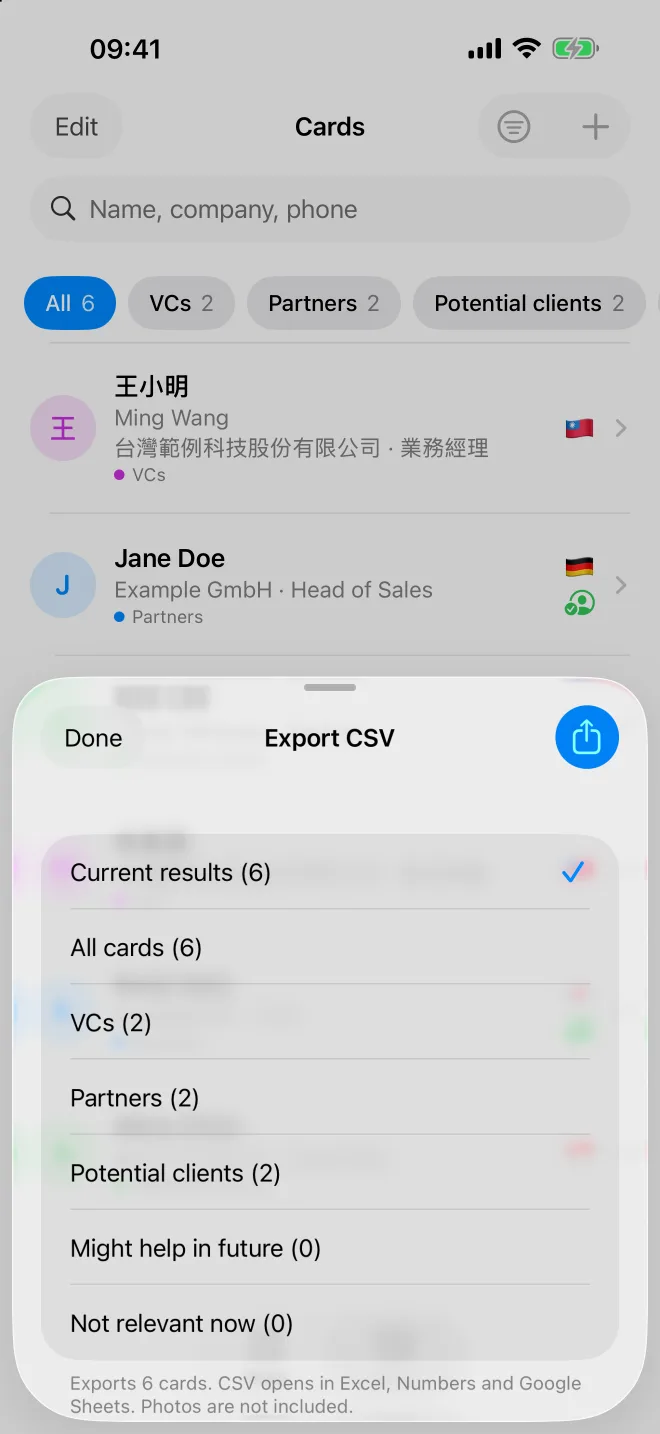 09:41
Edit
Cards
Name, company, phone
All 6
VCs 2
Partners 2
Potential clients 2
王
王小明
Ming Wang
台灣範例科技股份有限公司 · 業務經理
VCs
J
Jane Doe
Example GmbH · Head of Sales
Partners
Done
Export CSV
Current results (6)
All cards (6)
VCs (2)
Partners (2)
Potential clients (2)
Might help in future (0)
Not relevant now (0)
Exports 6 cards. CSV opens in Excel, Numbers and Google
Sheets. Photos are not included.